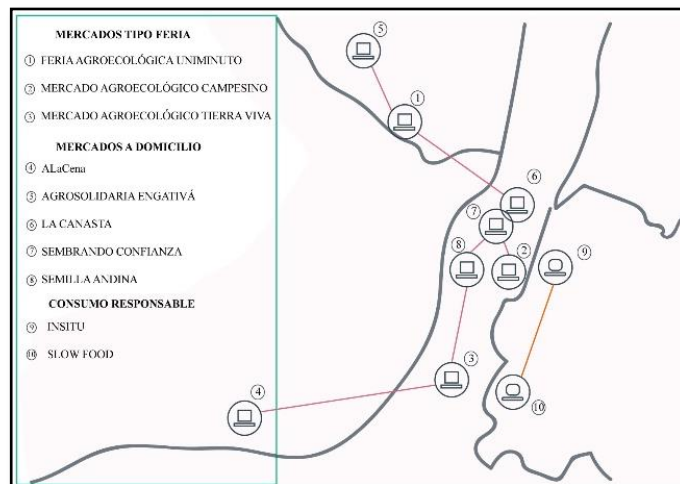 MERCADOS TIPO FERIA
① FERIA AGROECOLÓGICA UNIMINUTO
② MERCADO AGROECOLÓGICO CAMPESINO
③ MERCADO AGROECOLÓGICO TIERRA VIVA
MERCADOS A DOMICILIO
④ ALaCena
⑤ AGROSOLIDARIA ENGATIVÁ
⑥ LA CANASTA
⑦ SEMBRANDO CONFIANZA
⑧ SEMILLA ANDINA
CONSUMO RESPONSABLE
⑨ INSITU
⑩ SLOW FOOD
⑤
①
⑥
⑦
⑧
②
⑨
③
④
⑩